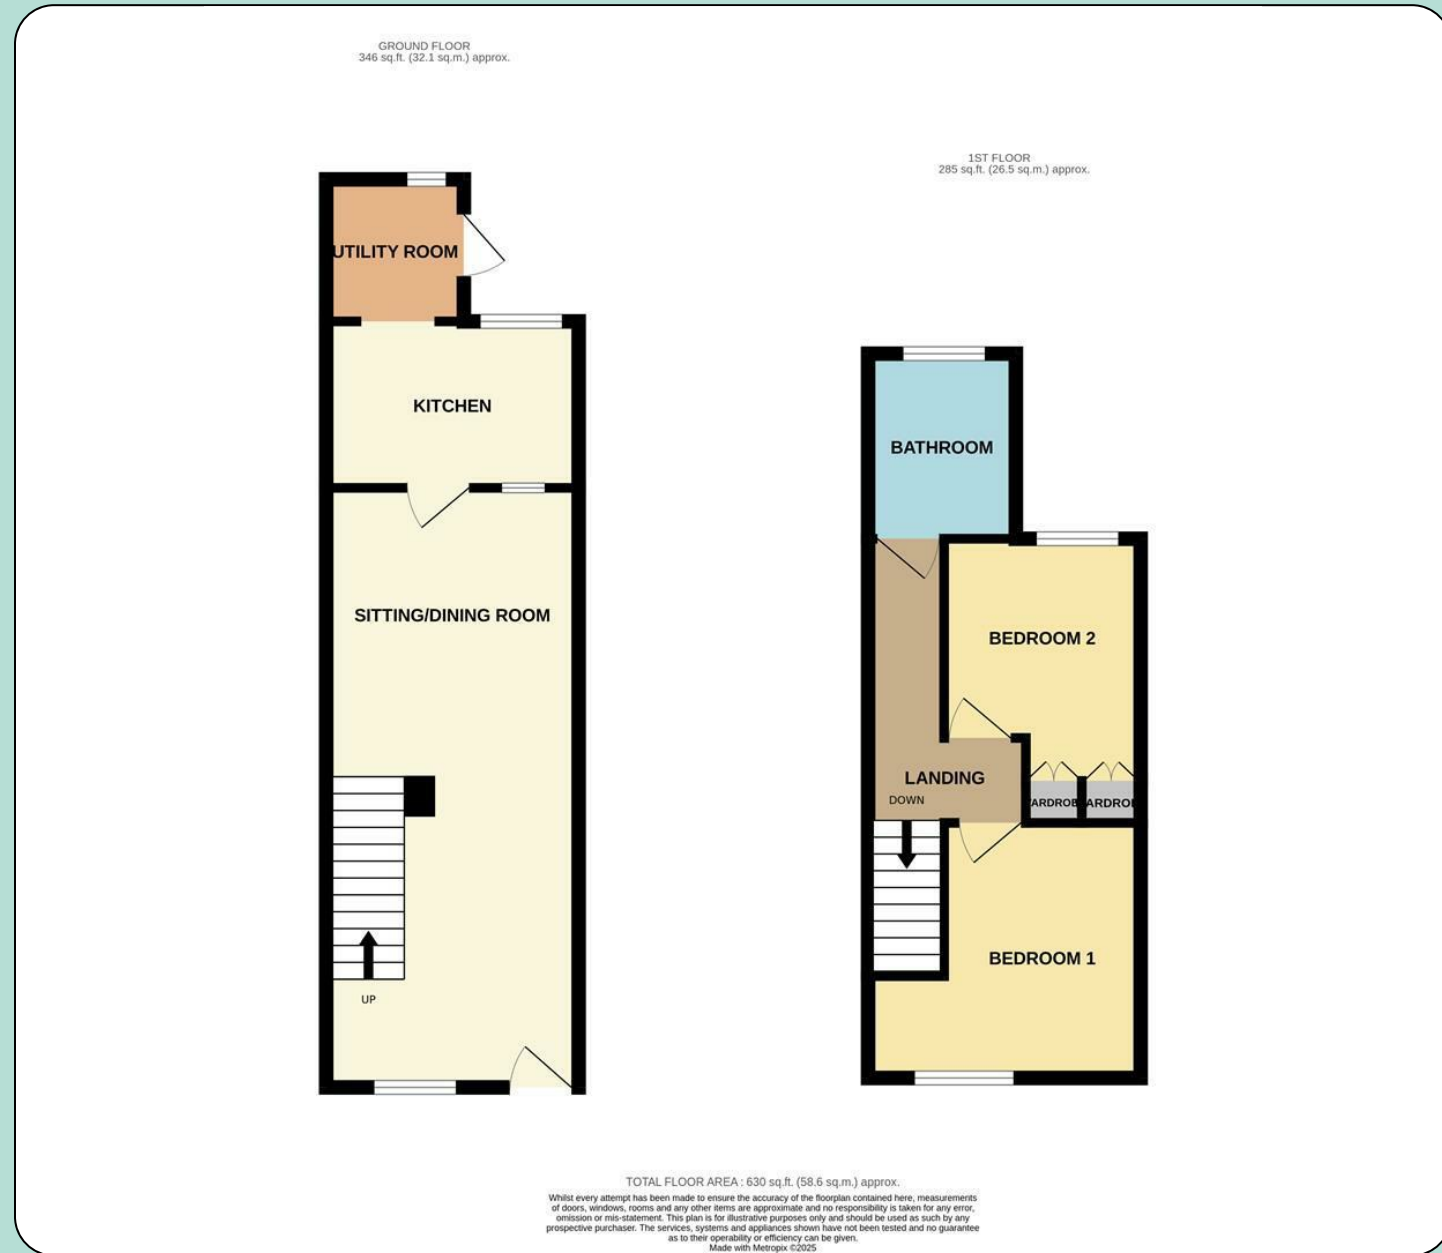 GROUND FLOOR
346 sq.ft. (32.1 sq.m.) approx.
1ST FLOOR
285 sq.ft. (26.5 sq.m.) approx.
UTILITY ROOM
KITCHEN
SITTING/DINING ROOM
UP
BATHROOM
BEDROOM 2
LANDING
DOWN
ARDROB
ARDROB
BEDROOM 1
TOTAL FLOOR AREA : 630 sq.ft. (58.6 sq.m.) approx.
Whilst every attempt has been made to ensure the accuracy of the floorplan contained here, measurements
of doors, windows, rooms and any other items are approximate and no responsibility is taken for any error,
omission or mis-statement. This plan is for illustrative purposes only and should be used as such by any
prospective purchaser. The services, systems and appliances shown have not been tested and no guarantee
as to their operability or efficiency can be given.
Made with Metropix ©2025